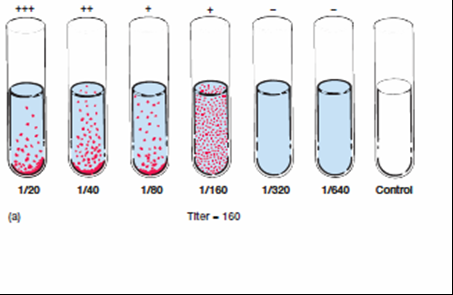 +++ ++ + + – –
1/20 1/40 1/80 1/160 1/320 1/640 Control
(a) Titer = 160